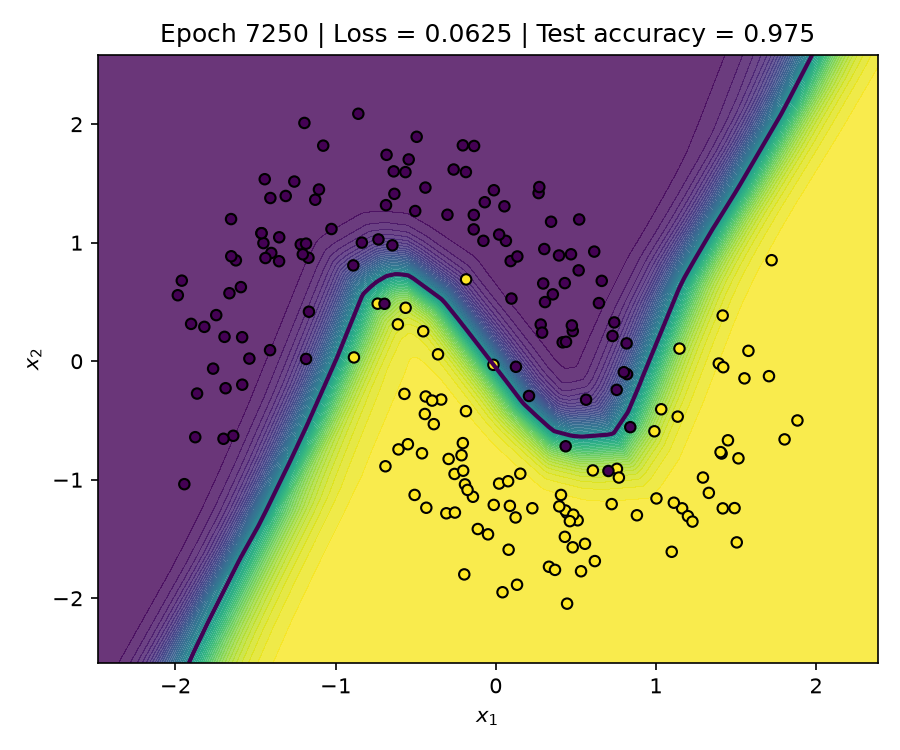 Epoch 7250 | Loss = 0.0625 | Test accuracy = 0.975
2
1
0
−1
−2
x₂
−2 −1 0 1 2
x₁